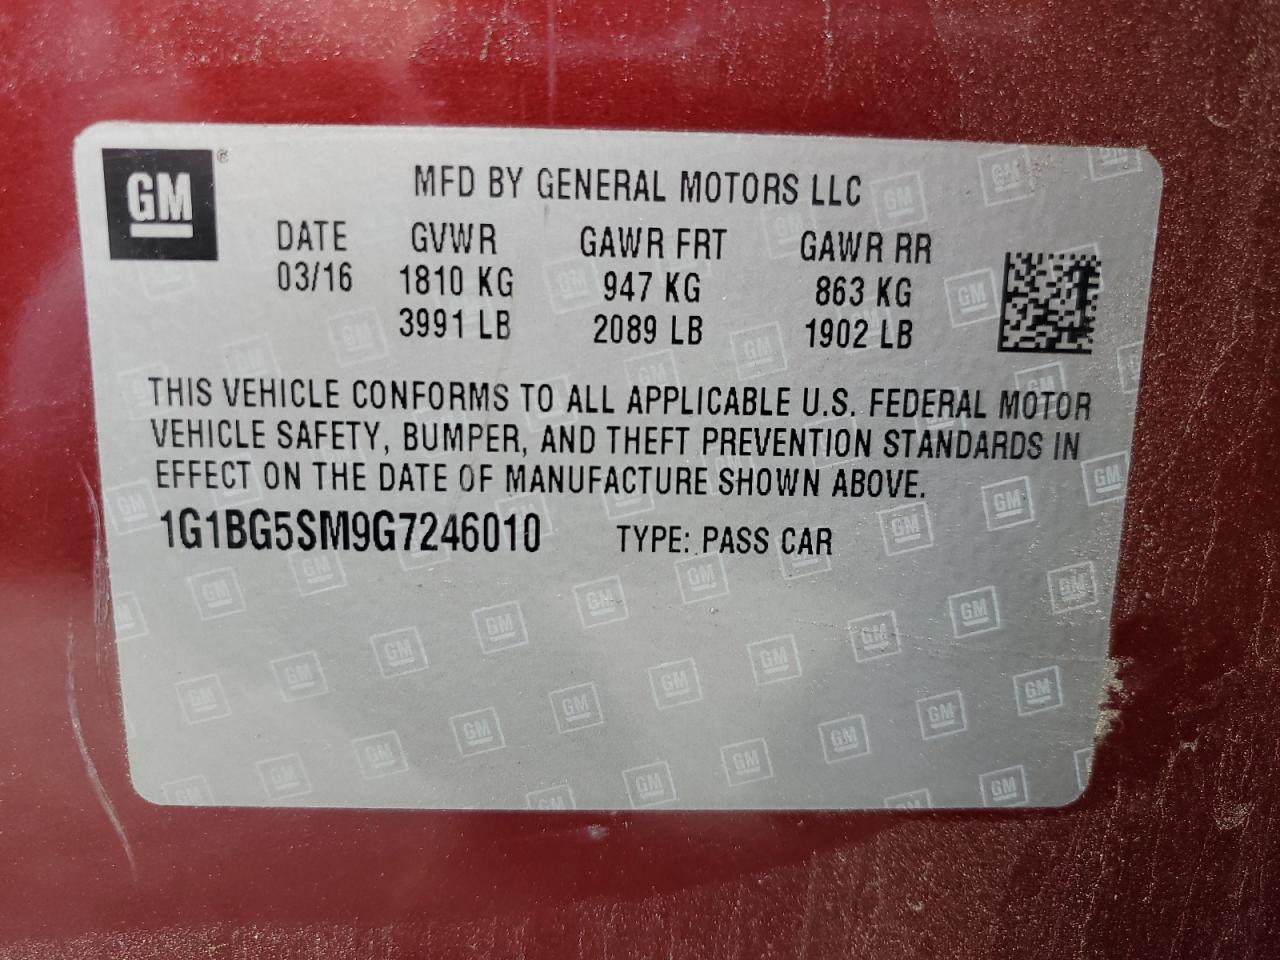 GM ®
MFD BY GENERAL MOTORS LLC
DATE GVWR GAWR FRT GAWR RR
03/16 1810 KG 947 KG 863 KG
3991 LB 2089 LB 1902 LB
THIS VEHICLE CONFORMS TO ALL APPLICABLE U.S. FEDERAL MOTOR
VEHICLE SAFETY, BUMPER, AND THEFT PREVENTION STANDARDS IN
EFFECT ON THE DATE OF MANUFACTURE SHOWN ABOVE.
1G1BG5SM9G7246010 TYPE: PASS CAR